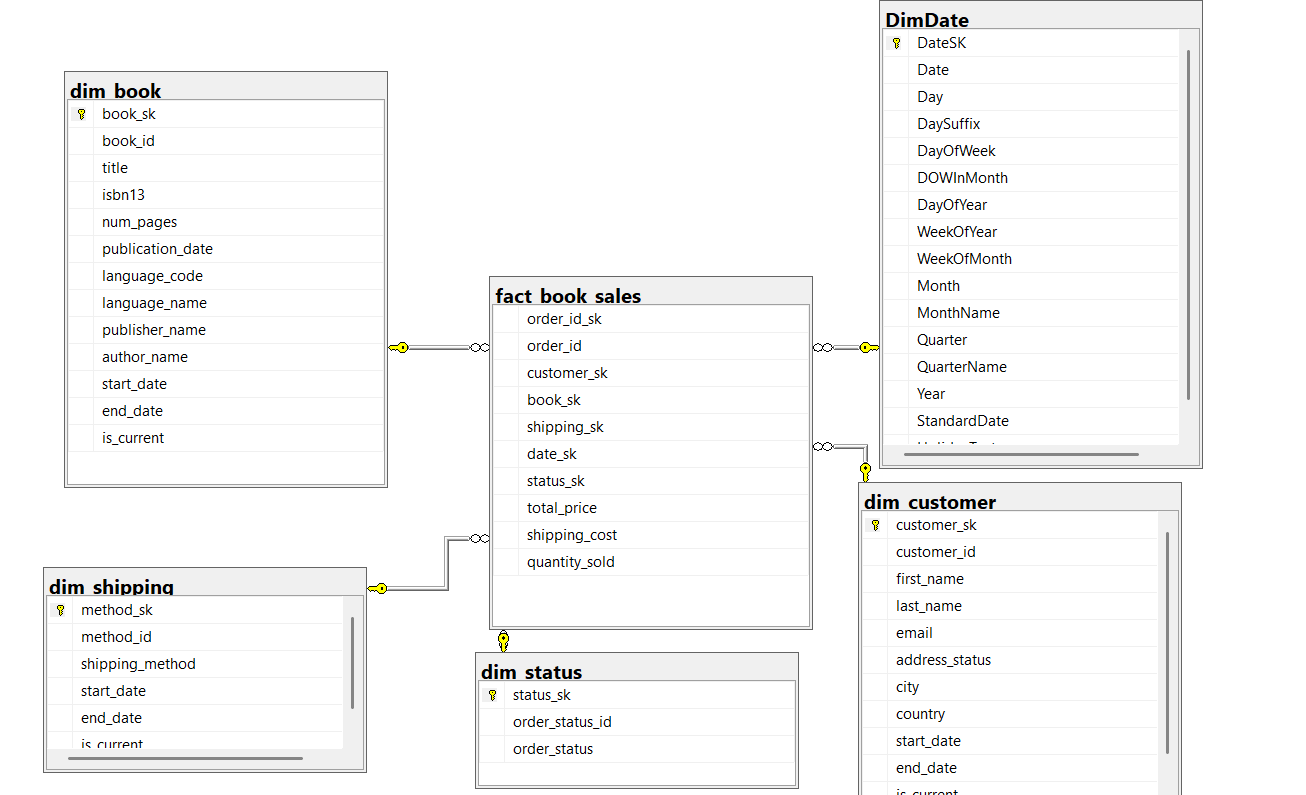 dim_book
book_sk
book_id
title
isbn13
num_pages
publication_date
language_code
language_name
publisher_name
author_name
start_date
end_date
is_current
fact_book_sales
order_id_sk
order_id
customer_sk
book_sk
shipping_sk
date_sk
status_sk
total_price
shipping_cost
quantity_sold
DimDate
DateSK
Date
Day
DaySuffix
DayOfWeek
DOWInMonth
DayOfYear
WeekOfYear
WeekOfMonth
Month
MonthName
Quarter
QuarterName
Year
StandardDate
dim_shipping
method_sk
method_id
shipping_method
start_date
end_date
is_current
dim_status
status_sk
order_status_id
order_status
dim_customer
customer_sk
customer_id
first_name
last_name
email
address_status
city
country
start_date
end_date
is_current